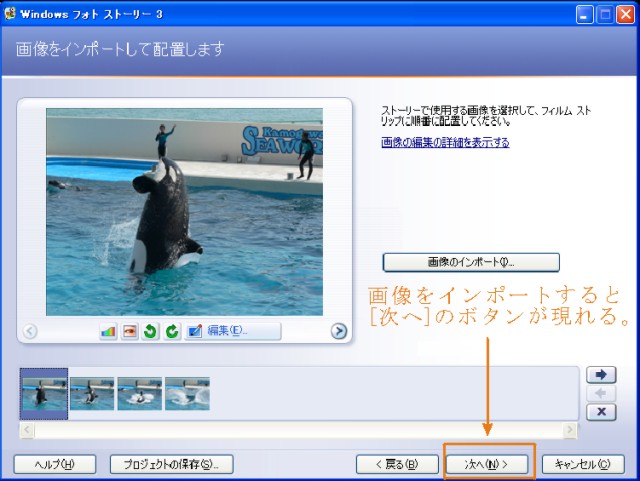 Windows フォト ストーリー 3
画像をインポートして配置します
ストーリーで使用する画像を選択して、フィルム スト
リップに順番に配置してください。
画像の編集の詳細を表示する
Kamogawa
SEA WORLD
画像のインポート(I)...
画像をインポートすると
[次へ]のボタンが現れる。
編集(E)...
ヘルプ(H)
プロジェクトの保存(S)...
< 戻る(B)
次へ(N) >
キャンセル(C)